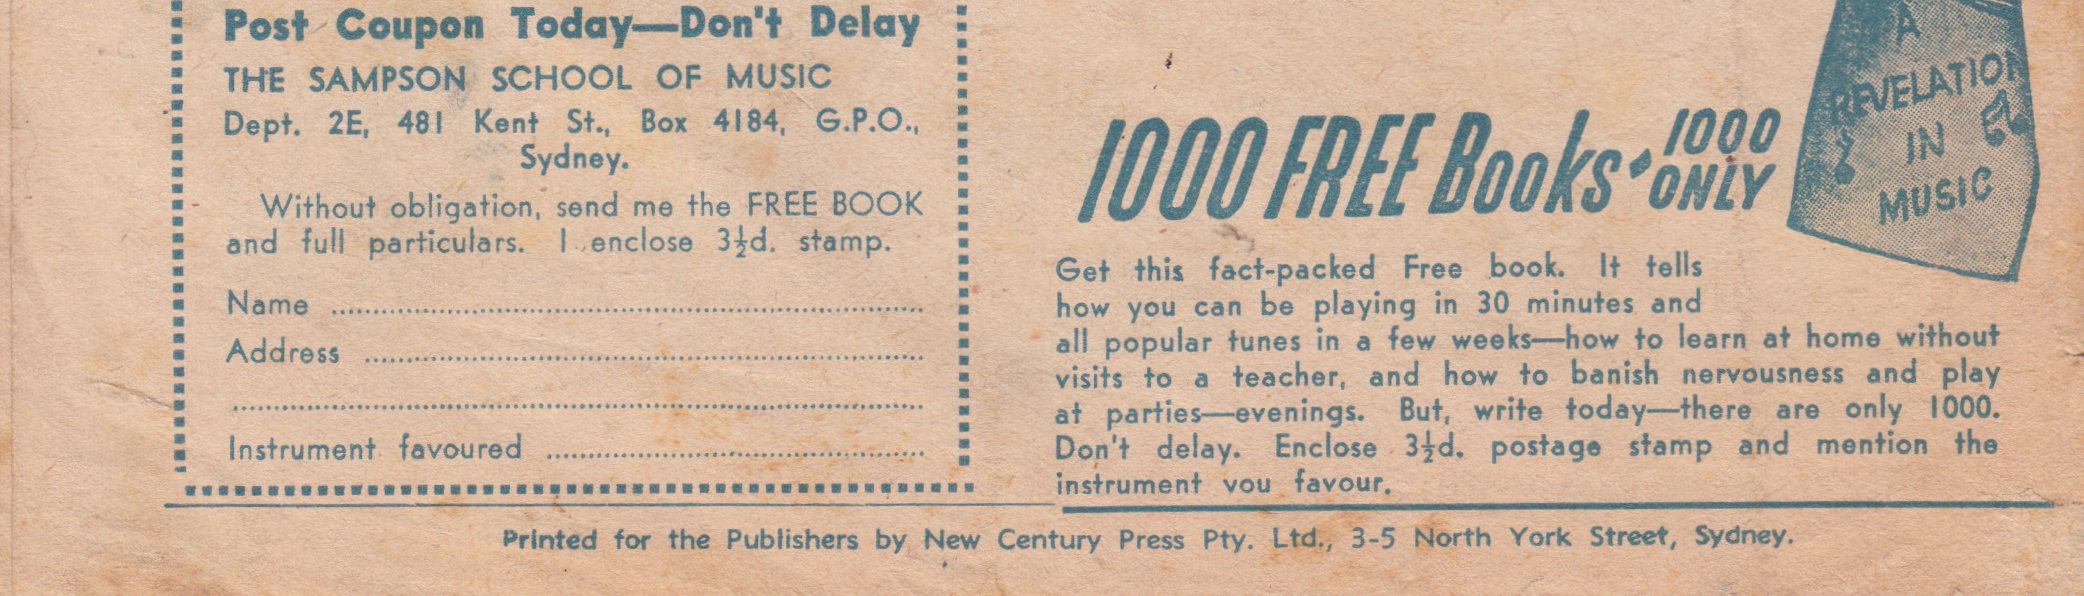 Post Coupon Today—Don't Delay
THE SAMPSON SCHOOL OF MUSIC
Dept. 2E, 481 Kent St., Box 4184, G.P.O.,
Sydney.
Without obligation, send me the FREE BOOK
and full particulars. I enclose 3½d. stamp.
Name
Address
Instrument favoured
1000 FREE Books • 1000
ONLY
A
REVELATION
IN
MUSIC
Get this fact-packed Free book. It tells
how you can be playing in 30 minutes and
all popular tunes in a few weeks—how to learn at home without
visits to a teacher, and how to banish nervousness and play
at parties—evenings. But, write today—there are only 1000.
Don't delay. Enclose 3½d. postage stamp and mention the
instrument you favour.
Printed for the Publishers by New Century Press Pty. Ltd., 3-5 North York Street, Sydney.